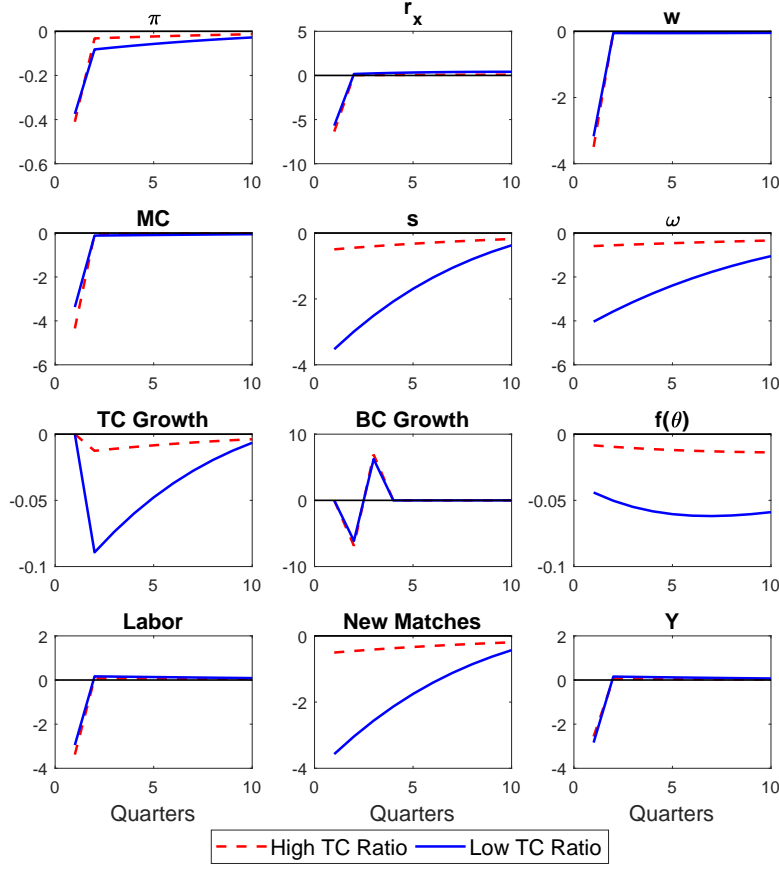 π r_x w
0 5 0
-0.2 0 -2
-0.4 -5
-0.6 -10 -4
0 5 10 0 5 10 0 5 10
MC s ω
0 0 0
-2 -2 -2
-4 -4
-6 -4 -6
0 5 10 0 5 10 0 5 10
TC Growth BC Growth f(θ)
0 10 0
-0.05 0 -0.05
-0.1 -10 -0.1
0 5 10 0 5 10 0 5 10
Labor New Matches Y
2 0 2
0 0
-2 -2 -2
-4 -4 -4
0 5 10 0 5 10 0 5 10
Quarters Quarters Quarters
High TC Ratio Low TC Ratio